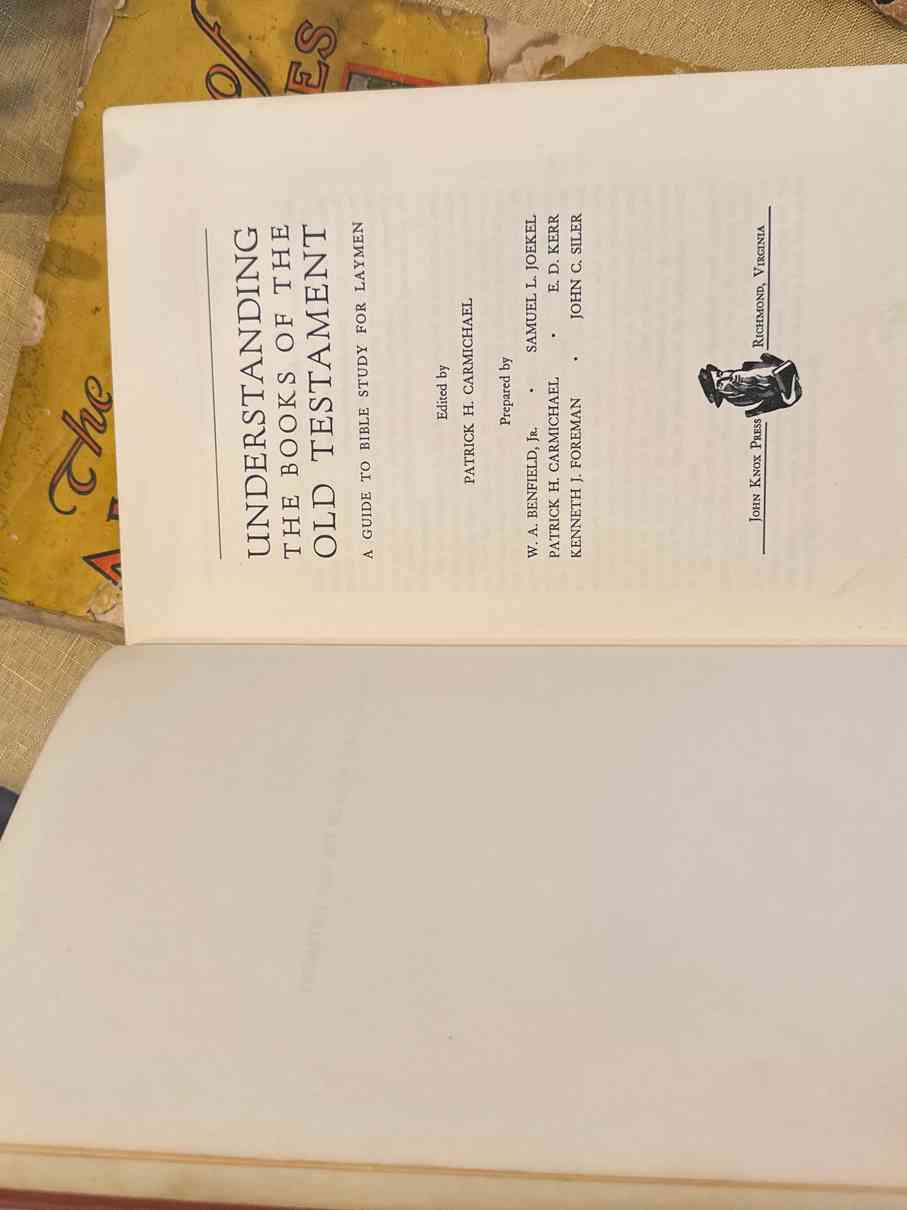 UNDERSTANDING
THE BOOKS OF THE
OLD TESTAMENT
A GUIDE TO BIBLE STUDY FOR LAYMEN
Edited by
PATRICK H. CARMICHAEL
Prepared by
W. A. BENFIELD, JR. • SAMUEL L. JOEKEL
PATRICK H. CARMICHAEL • E. D. KERR
KENNETH J. FOREMAN • JOHN C. SILER
JOHN KNOX PRESS RICHMOND, VIRGINIA
The
of
ES